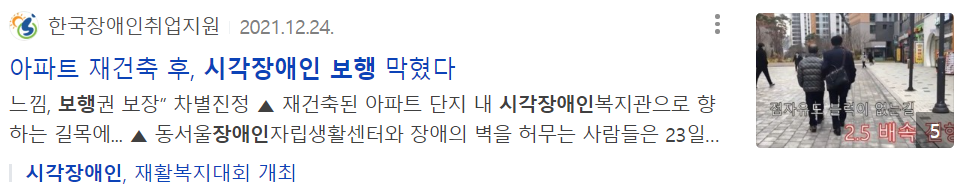 한국장애인취업지원 2021.12.24.
아파트 재건축 후, 시각장애인 보행 막혔다
느낌, 보행권 보장” 차별진정 ▲ 재건축된 아파트 단지 내 시각장애인복지관으로 향
하는 길목에... ▲ 동서울장애인자립생활센터와 장애의 벽을 허무는 사람들은 23일...
시각장애인, 재활복지대회 개최
점자유도 블럭이 없는길
2.5 배속 5